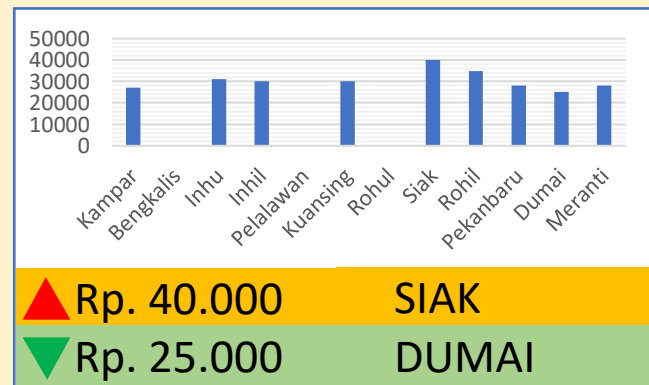 50000
40000
30000
20000
10000
0
Kampar
Bengkalis
Inhu
Inhil
Pelalawan
Kuansing
Rohul
Siak
Rohil
Pekanbaru
Dumai
Meranti
Rp. 40.000 SIAK
Rp. 25.000 DUMAI